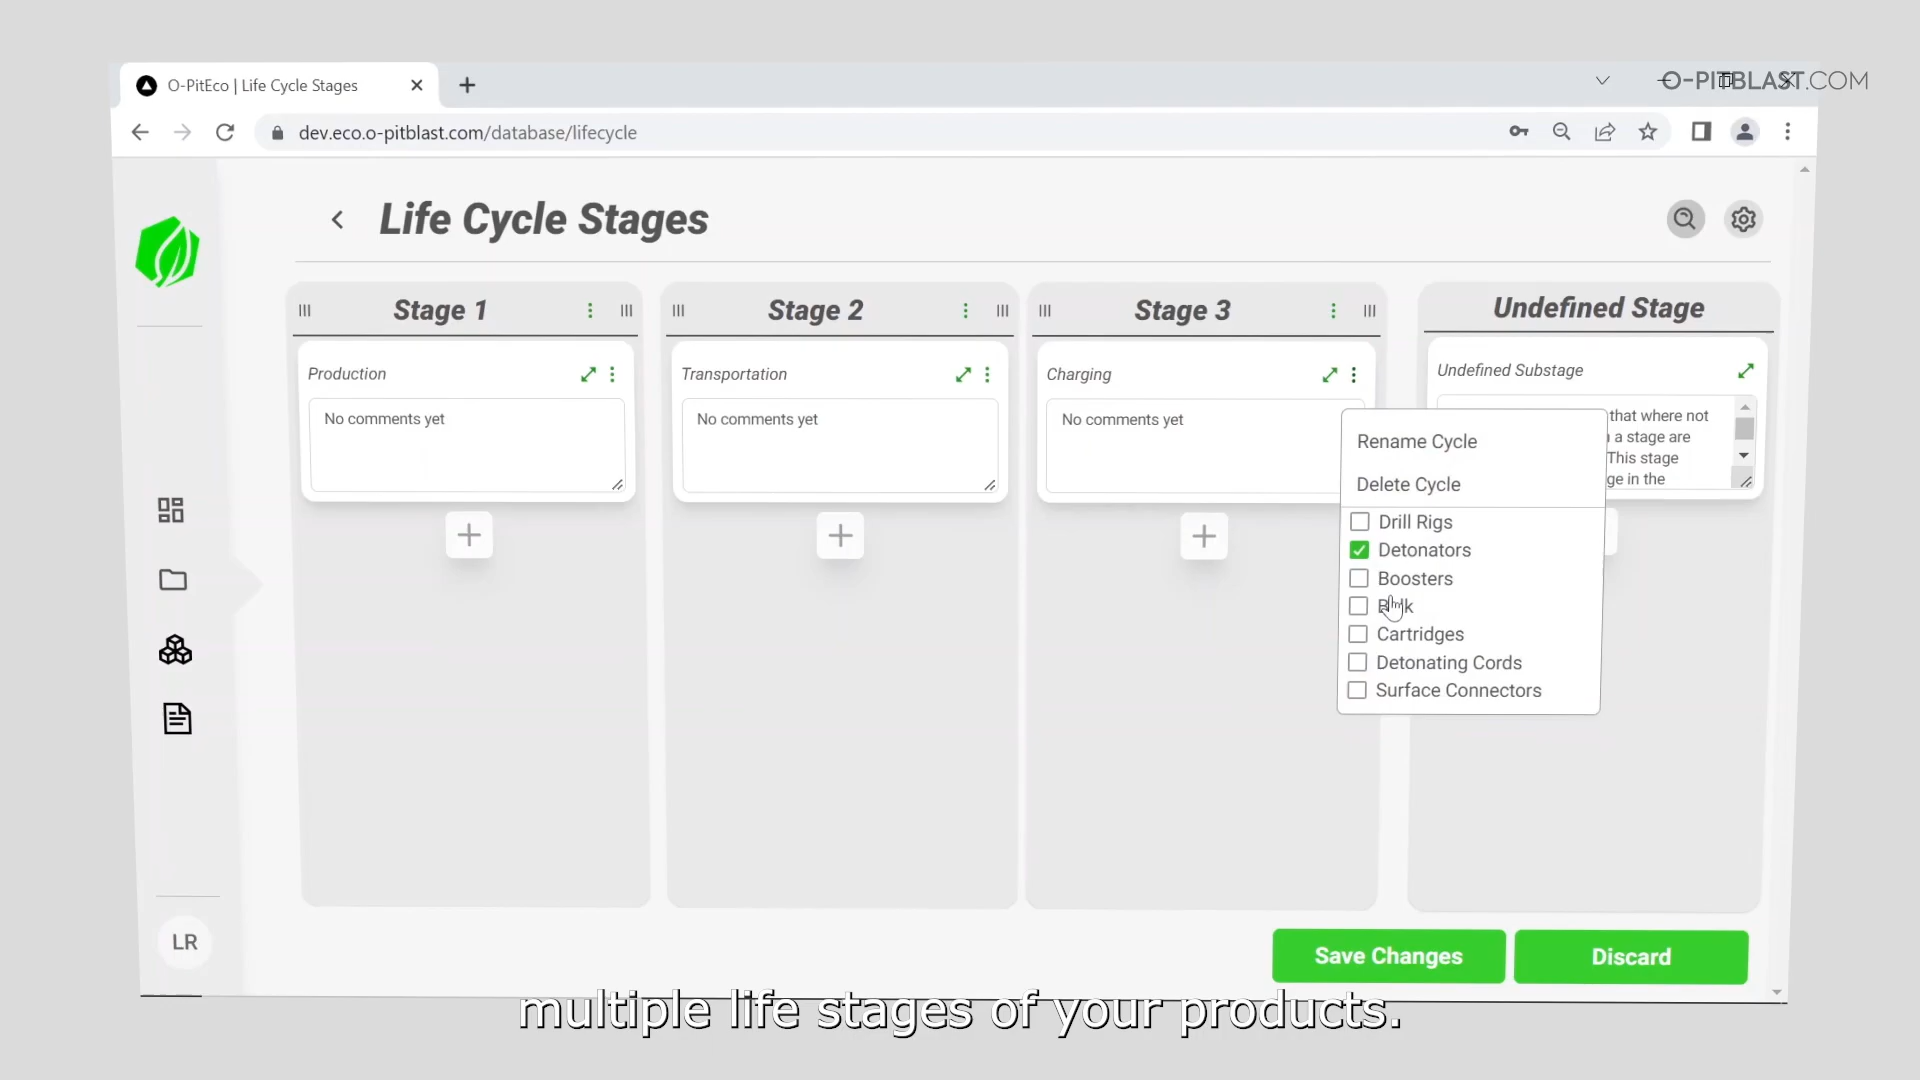 O-PitEco | Life Cycle Stages
O-PITBLAST.COM
dev.eco.o-pitblast.com/database/lifecycle
Life Cycle Stages
Stage 1
Stage 2
Stage 3
Undefined Stage
Production
Transportation
Charging
Undefined Substage
No comments yet
No comments yet
No comments yet
that where not
a stage are
This stage
ge in the
Rename Cycle
Delete Cycle
Drill Rigs
Detonators
Boosters
Bulk
Cartridges
Detonating Cords
Surface Connectors
LR
Save Changes
Discard
multiple life stages of your products.